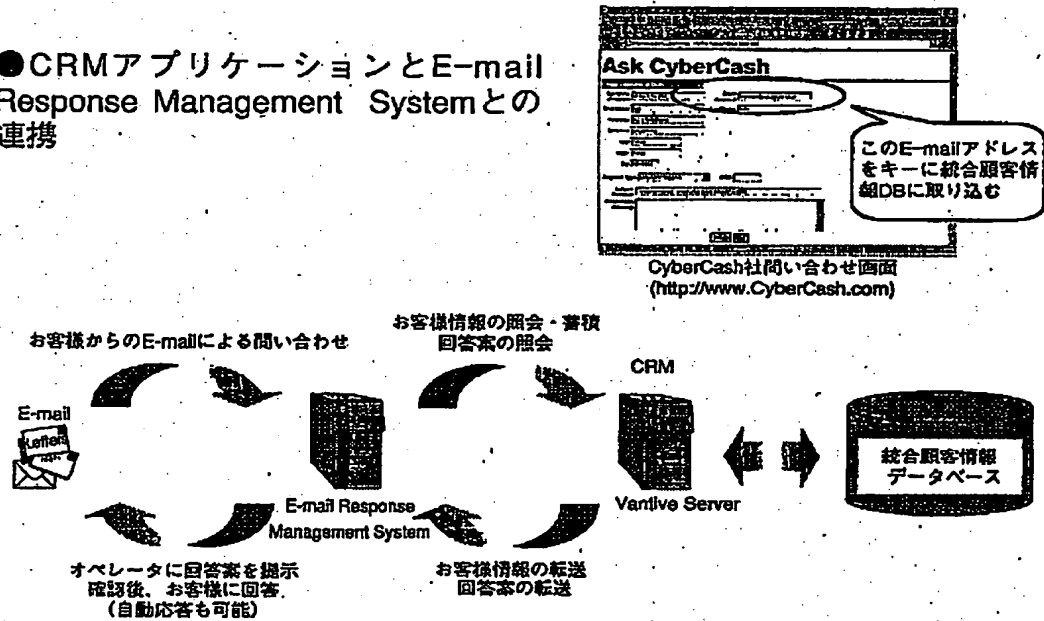 ●CRMアプリケーションとE-mail
Response Management Systemとの
連携
Ask CyberCash
このE-mailアドレス
をキーに統合顧客情
報DBに取り込む
CyberCash社問い合わせ画面
(http://www.CyberCash.com)
お客様からのE-mailによる問い合わせ
お客様情報の照会・蓄積
回答案の照会
CRM
E-mail
Letters
統合顧客情報
データベース
E-mail Response
Management System
Vantive Server
オペレータに回答案を提示
確認後、お客様に回答
(自動応答も可能)
お客様情報の転送
回答案の転送